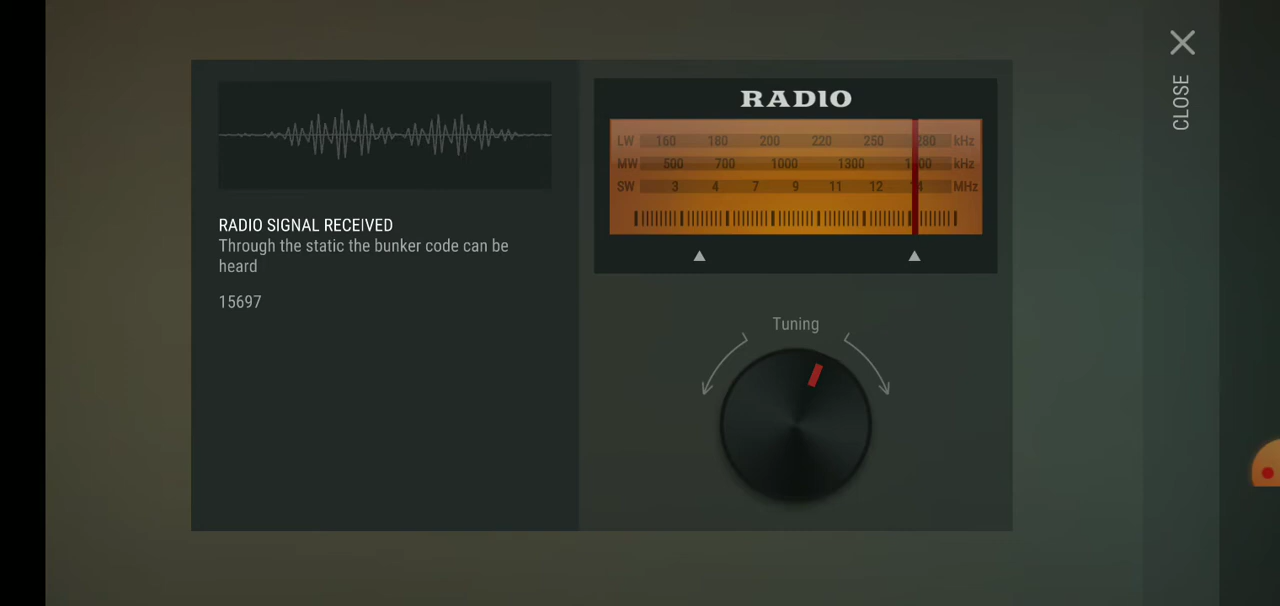 CLOSE
RADIO SIGNAL RECEIVED
Through the static the bunker code can be
heard
15697
RADIO
LW 160 180 200 220 250 280 kHz
MW 500 700 1000 1300 kHz
SW 3 4 7 9 11 12 14 MHz
Tuning